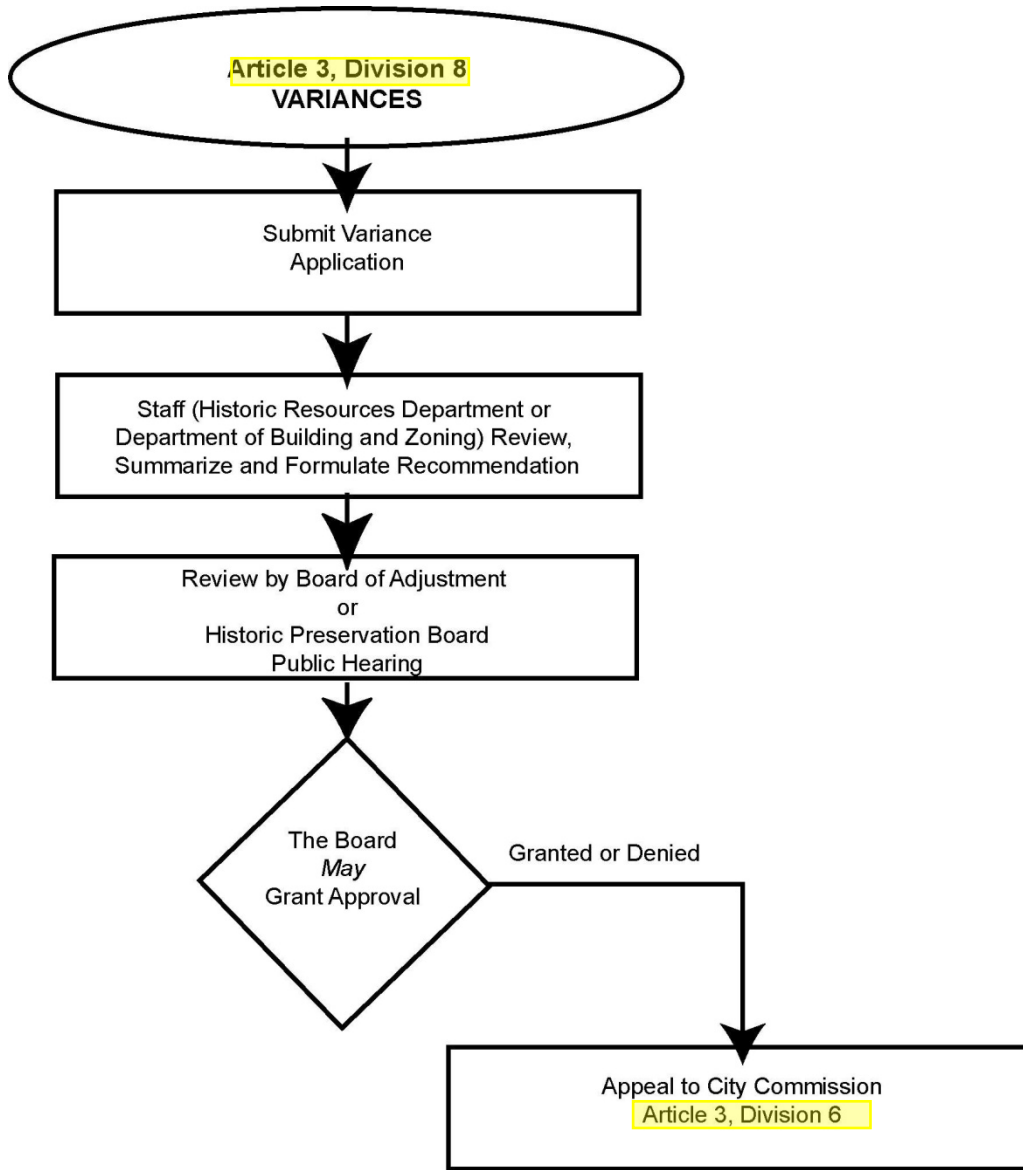 Article 3, Division 8
VARIANCES
Submit Variance
Application
Staff (Historic Resources Department or
Department of Building and Zoning) Review,
Summarize and Formulate Recommendation
Review by Board of Adjustment
or
Historic Preservation Board
Public Hearing
The Board
May
Grant Approval
Granted or Denied
Appeal to City Commission
Article 3, Division 6